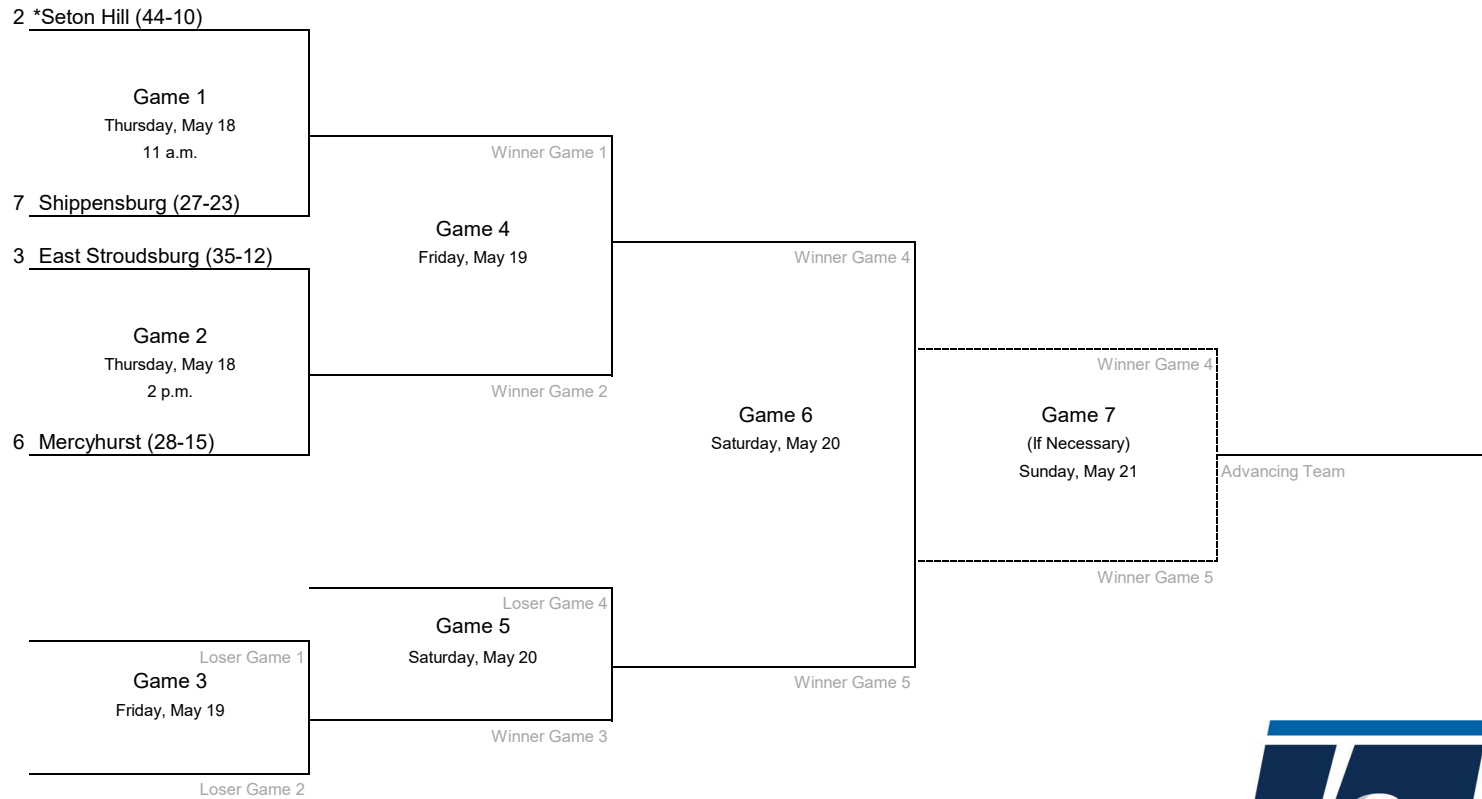 2 *Seton Hill (44-10)
Game 1
Thursday, May 18
11 a.m.
7 Shippensburg (27-23)
3 East Stroudsburg (35-12)
Game 2
Thursday, May 18
2 p.m.
6 Mercyhurst (28-15)
Winner Game 1
Game 4
Friday, May 19
Winner Game 2
Winner Game 4
Game 6
Saturday, May 20
Winner Game 5
Winner Game 4
Game 7
(If Necessary)
Sunday, May 21
Winner Game 5
Advancing Team
Loser Game 4
Game 5
Saturday, May 20
Winner Game 3
Loser Game 1
Game 3
Friday, May 19
Loser Game 2